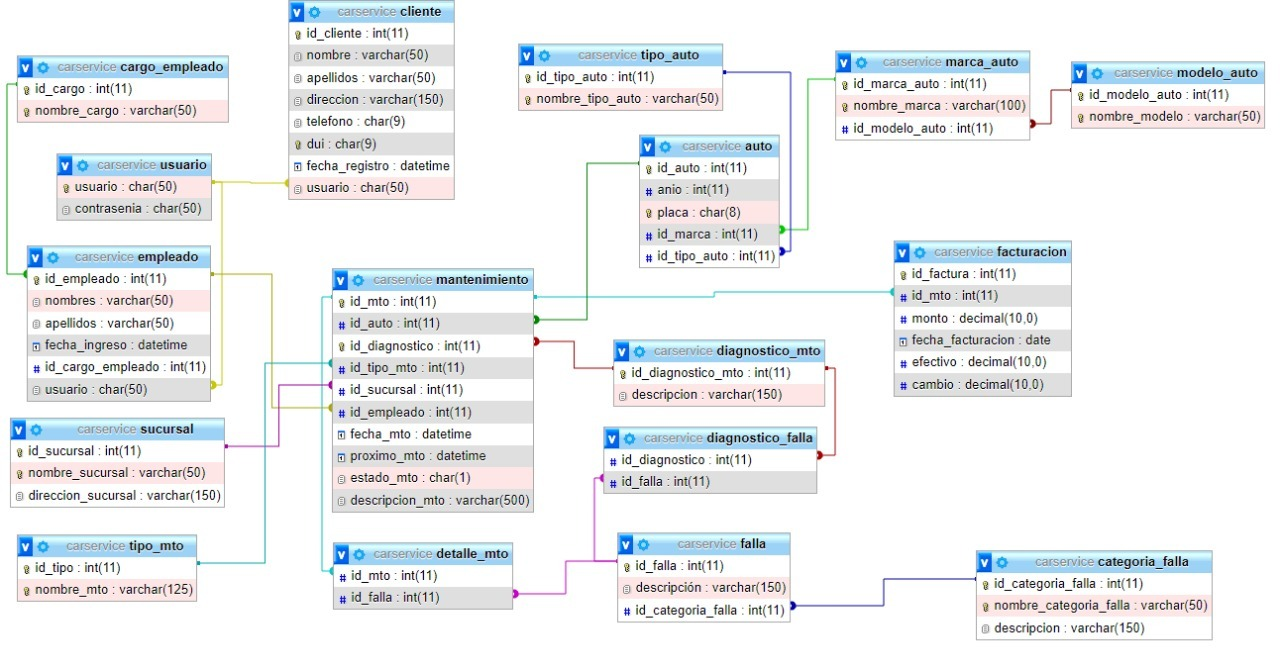 carservice cliente
id_cliente : int(11)
nombre : varchar(50)
apellidos : varchar(50)
direccion : varchar(150)
telefono : char(9)
dui : char(9)
fecha_registro : datetime
usuario : char(50)
carservice cargo_empleado
id_cargo : int(11)
nombre_cargo : varchar(50)
carservice tipo_auto
id_tipo_auto : int(11)
nombre_tipo_auto : varchar(50)
carservice marca_auto
id_marca_auto : int(11)
nombre_marca : varchar(100)
id_modelo_auto : int(11)
carservice modelo_auto
id_modelo_auto : int(11)
nombre_modelo : varchar(50)
carservice usuario
usuario : char(50)
contrasenia : char(50)
carservice auto
id_auto : int(11)
anio : int(11)
placa : char(8)
id_marca : int(11)
id_tipo_auto : int(11)
carservice empleado
id_empleado : int(11)
nombres : varchar(50)
apellidos : varchar(50)
fecha_ingreso : datetime
id_cargo_empleado : int(11)
usuario : char(50)
carservice mantenimiento
id_mto : int(11)
id_auto : int(11)
id_diagnostico : int(11)
id_tipo_mto : int(11)
id_sucursal : int(11)
id_empleado : int(11)
fecha_mto : datetime
proximo_mto : datetime
estado_mto : char(1)
descripcion_mto : varchar(500)
carservice facturacion
id_factura : int(11)
id_mto : int(11)
monto : decimal(10,0)
fecha_facturacion : date
efectivo : decimal(10,0)
cambio : decimal(10,0)
carservice diagnostico_mto
id_diagnostico_mto : int(11)
descripcion : varchar(150)
carservice sucursal
id_sucursal : int(11)
nombre_sucursal : varchar(50)
direccion_sucursal : varchar(150)
carservice diagnostico_falla
id_diagnostico : int(11)
id_falla : int(11)
carservice tipo_mto
id_tipo : int(11)
nombre_mto : varchar(125)
carservice detalle_mto
id_mto : int(11)
id_falla : int(11)
carservice falla
id_falla : int(11)
descripción : varchar(150)
id_categoria_falla : int(11)
carservice categoria_falla
id_categoria_falla : int(11)
nombre_categoria_falla : varchar(50)
descripcion : varchar(150)